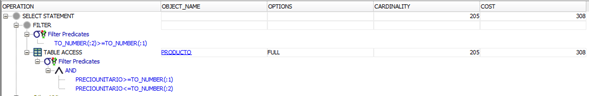 OPERATION OBJECT_NAME OPTIONS CARDINALITY COST
SELECT STATEMENT 205 308
FILTER
Filter Predicates
TO_NUMBER(:2)>=TO_NUMBER(:1)
TABLE ACCESS PRODUCTO FULL 205 308
Filter Predicates
AND
PRECIOUNITARIO>=TO_NUMBER(:1)
PRECIOUNITARIO<=TO_NUMBER(:2)